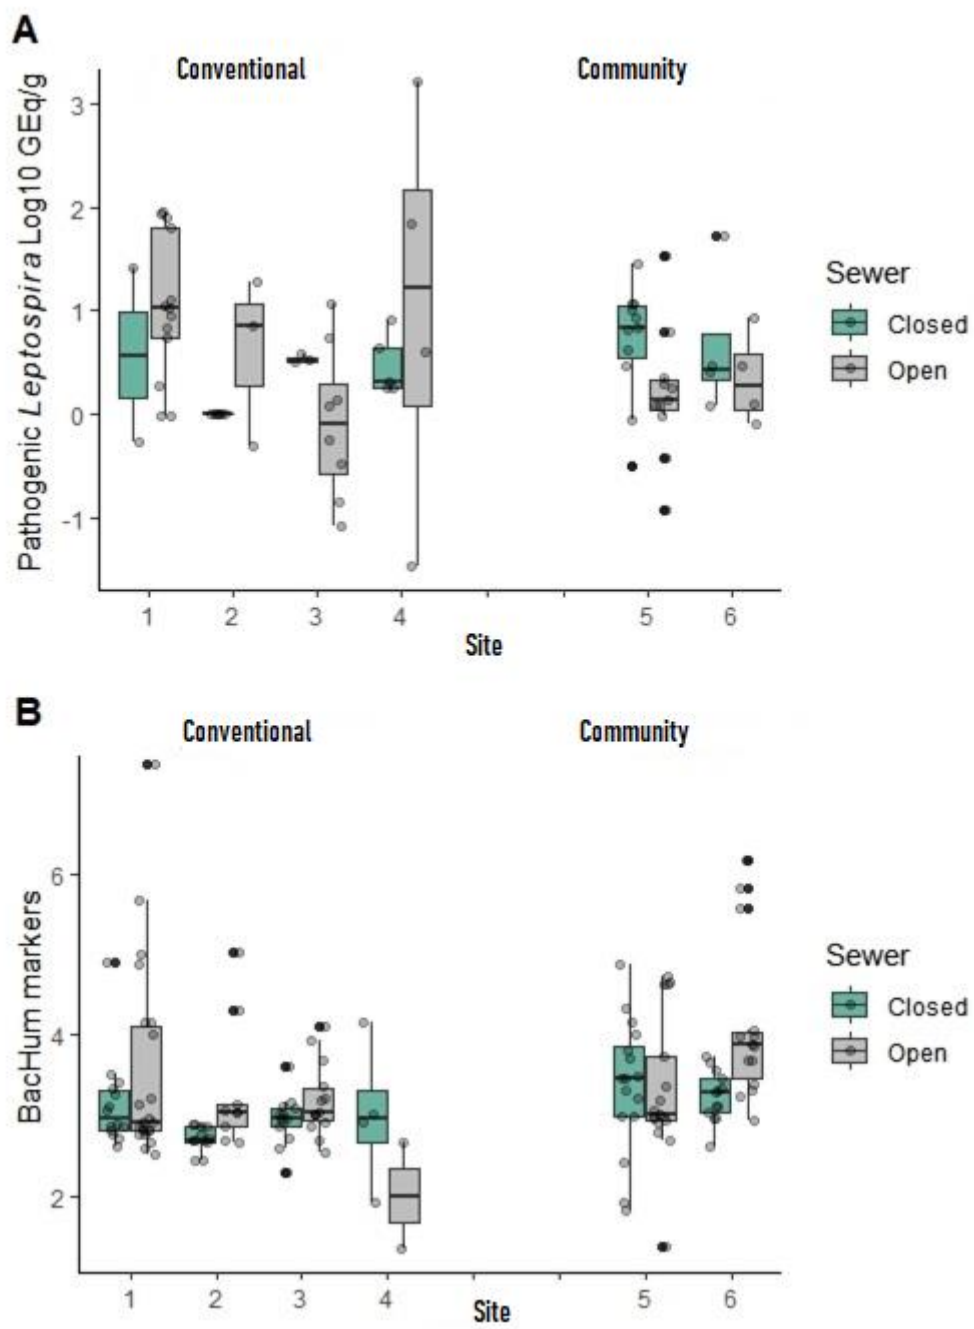 A
Conventional Community
Pathogenic Leptospira Log10 GEq/g
3
2
1
0
-1
1 2 3 4 5 6
Site
Sewer
Closed
Open
B
Conventional Community
BacHum markers
6
4
2
1 2 3 4 5 6
Site
Sewer
Closed
Open